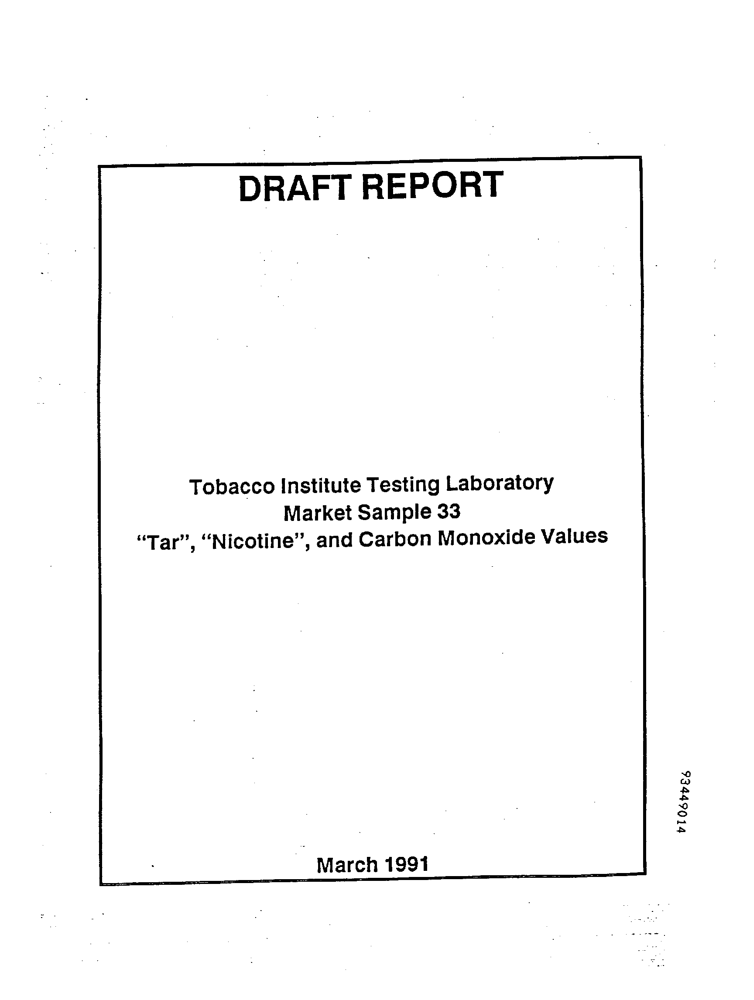 DRAFT REPORT
Tobacco Institute Testing Laboratory
Market Sample 33
“Tar”, “Nicotine”, and Carbon Monoxide Values
March 1991
93449014